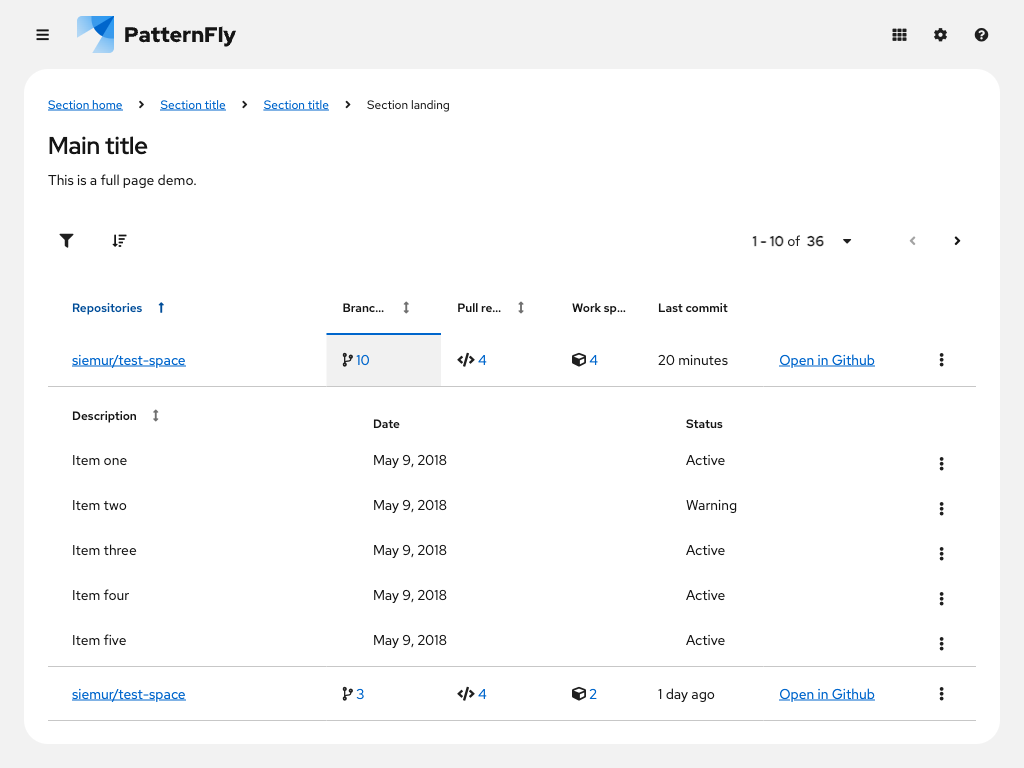 PatternFly
Section home Section title Section title Section landing
Main title
This is a full page demo.
1 - 10 of 36
Repositories Branc... Pull re... Work sp... Last commit
siemur/test-space 10 4 4 20 minutes Open in Github
Description Date Status
Item one May 9, 2018 Active
Item two May 9, 2018 Warning
Item three May 9, 2018 Active
Item four May 9, 2018 Active
Item five May 9, 2018 Active
siemur/test-space 3 4 2 1 day ago Open in Github